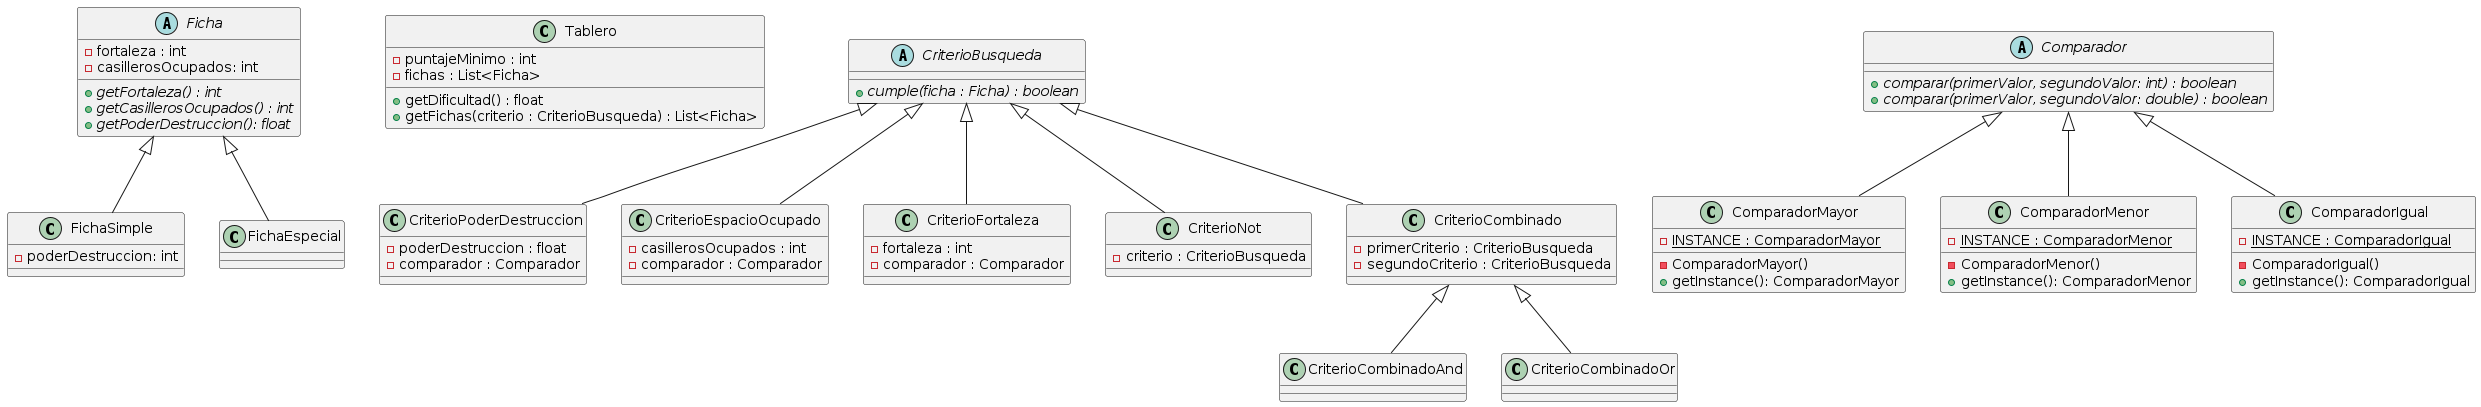 A Ficha
fortaleza : int
casillerosOcupados: int
getFortaleza() : int
getCasillerosOcupados() : int
getPoderDestruccion(): float
C Tablero
puntajeMinimo : int
fichas : List<Ficha>
getDificultad() : float
getFichas(criterio : CriterioBusqueda) : List<Ficha>
A CriterioBusqueda
cumple(ficha : Ficha) : boolean
A Comparador
comparar(primerValor, segundoValor: int) : boolean
comparar(primerValor, segundoValor: double) : boolean
C FichaSimple
poderDestruccion: int
C FichaEspecial
C CriterioPoderDestruccion
poderDestruccion : float
comparador : Comparador
C CriterioEspacioOcupado
casillerosOcupados : int
comparador : Comparador
C CriterioFortaleza
fortaleza : int
comparador : Comparador
C CriterioNot
criterio : CriterioBusqueda
C CriterioCombinado
primerCriterio : CriterioBusqueda
segundoCriterio : CriterioBusqueda
C ComparadorMayor
INSTANCE : ComparadorMayor
ComparadorMayor()
getInstance(): ComparadorMayor
C ComparadorMenor
INSTANCE : ComparadorMenor
ComparadorMenor()
getInstance(): ComparadorMenor
C ComparadorIgual
INSTANCE : ComparadorIgual
ComparadorIgual()
getInstance(): ComparadorIgual
C CriterioCombinadoAnd
C CriterioCombinadoOr